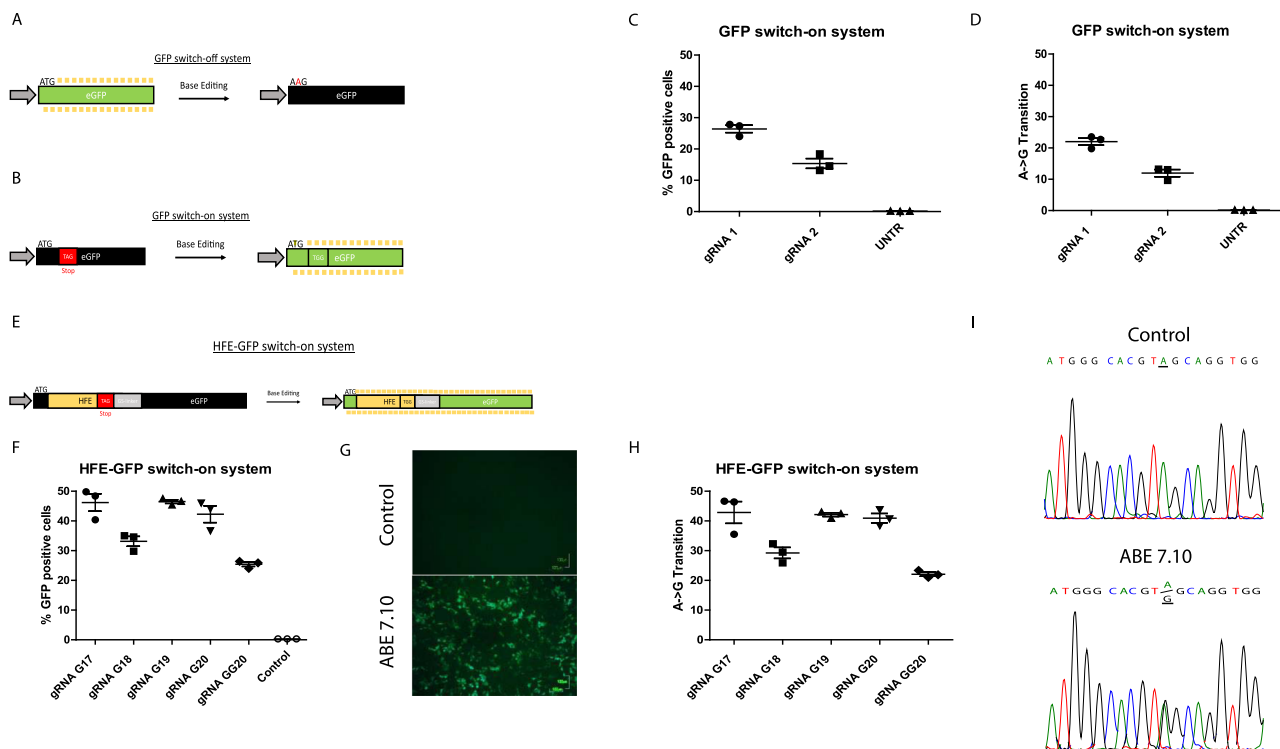 A
GFP switch-off system
ATG
eGFP
Base Editing
AAG
eGFP
B
GFP switch-on system
ATG
TAG
eGFP
Stop
Base Editing
ATG
TGG
eGFP
C
GFP switch-on system
% GFP positive cells
50
40
30
20
10
0
gRNA 1
gRNA 2
UNTR
D
GFP switch-on system
A->G Transition
50
40
30
20
10
0
gRNA 1
gRNA 2
UNTR
E
HFE-GFP switch-on system
ATG
HFE
TAG
eGFP
Stop
Base Editing
ATG
HFE
TGG
eGFP
F
HFE-GFP switch-on system
% GFP positive cells
50
40
30
20
10
0
gRNA G17
gRNA G18
gRNA G19
gRNA G20
gRNA GG20
Control
G
Control
ABE 7.10
H
HFE-GFP switch-on system
A->G Transition
50
40
30
20
10
0
gRNA G17
gRNA G18
gRNA G19
gRNA G20
gRNA GG20
I
Control
A T G G G C A C G T A G C A G G T G G
ABE 7.10
A
A T G G G C A C G T / G C A G G T G G
G